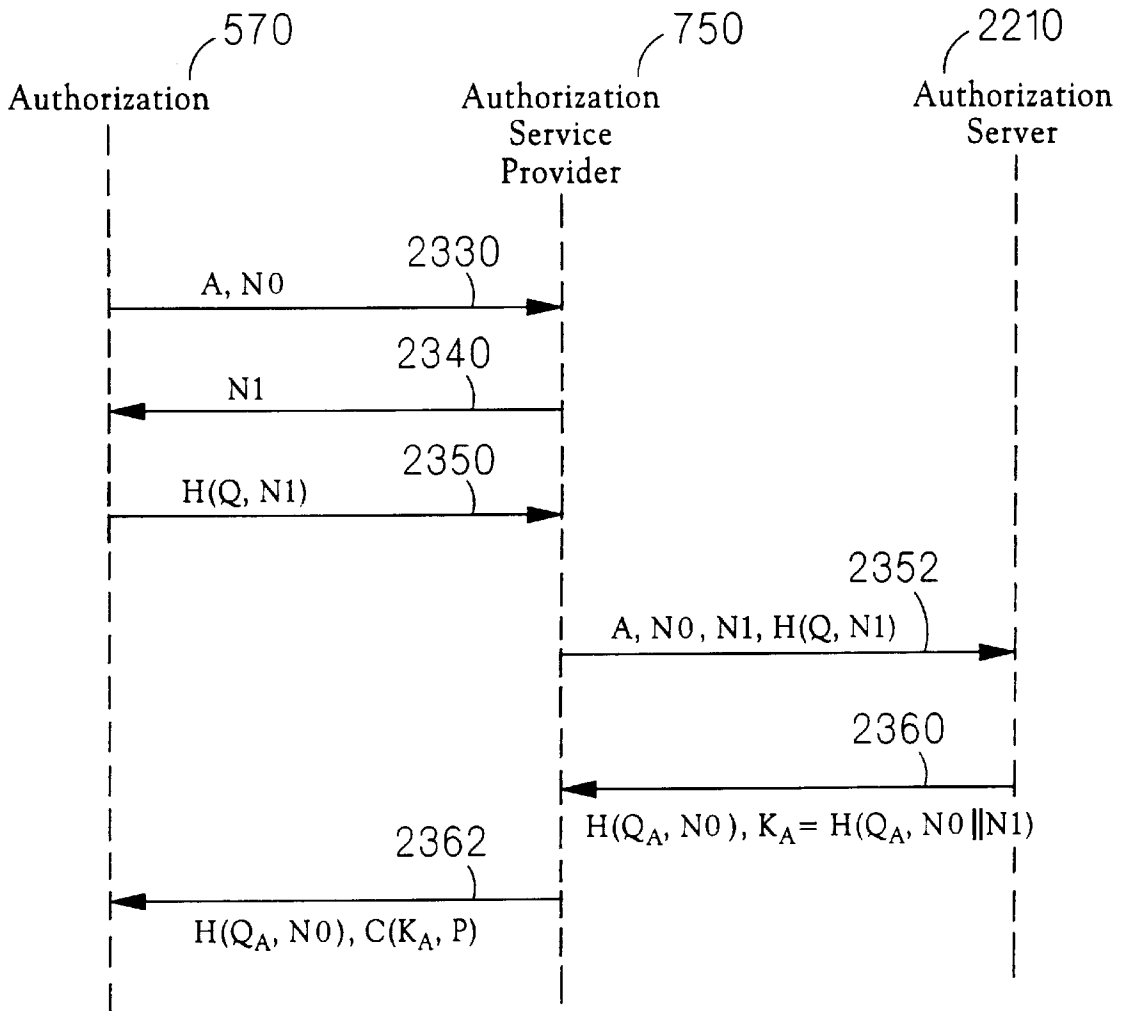 570
750
2210
Authorization
Authorization
Service
Provider
Authorization
Server
2330
A, N0
2340
N1
2350
H(Q, N1)
2352
A, N0, N1, H(Q, N1)
2360
H(Q_A, N0), K_A = H(Q_A, N0||N1)
2362
H(Q_A, N0), C(K_A, P)